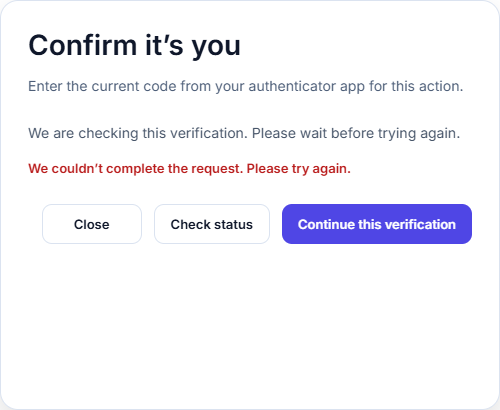 Confirm it’s you
Enter the current code from your authenticator app for this action.
We are checking this verification. Please wait before trying again.
We couldn’t complete the request. Please try again.
Close
Check status
Continue this verification